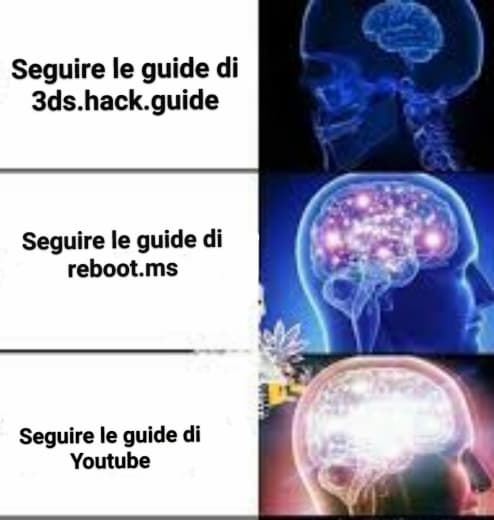 Seguire le guide di
3ds.hack.guide
Seguire le guide di
reboot.ms
Seguire le guide di
Youtube